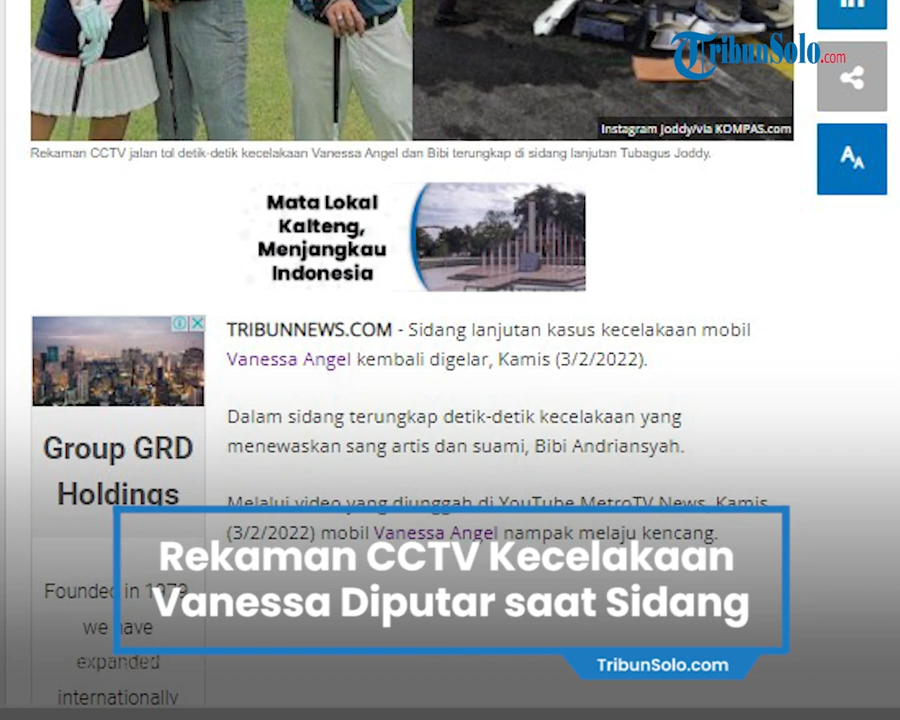 TribunSolo.com
in
Instagram Joddy/via KOMPAS.com
Rekaman CCTV jalan tol detik-detik kecelakaan Vanessa Angel dan Bibi terungkap di sidang lanjutan Tubagus Joddy.
AA
Mata Lokal
Kalteng,
Menjangkau
Indonesia
TRIBUNNEWS.COM - Sidang lanjutan kasus kecelakaan mobil
Vanessa Angel kembali digelar, Kamis (3/2/2022).
Dalam sidang terungkap detik-detik kecelakaan yang
menewaskan sang artis dan suami, Bibi Andriansyah.
Melalui video yang diunggah di YouTube MetroTV News, Kamis
(3/2/2022) mobil Vanessa Angel nampak melaju kencang.
Group GRD
Holdings
Founded in 1979
we have
expanded
internationally
Rekaman CCTV Kecelakaan
Vanessa Diputar saat Sidang
TribunSolo.com